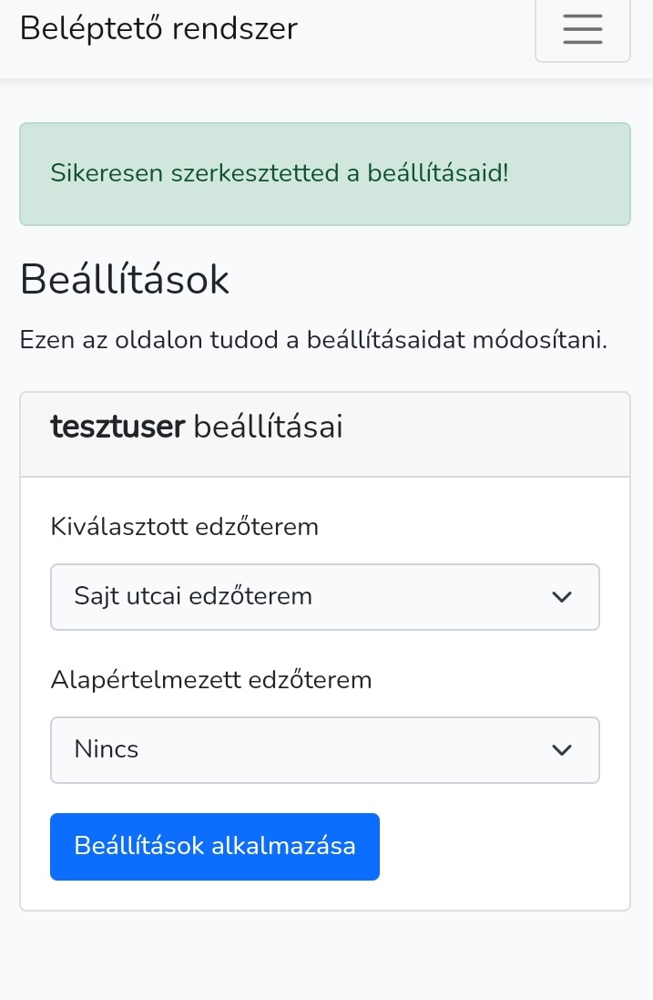 Beléptető rendszer
Sikeresen szerkesztetted a beállításaid!
Beállítások
Ezen az oldalon tudod a beállításaidat módosítani.
tesztuser beállításai
Kiválasztott edzőterem
Sajt utcai edzőterem
Alapértelmezett edzőterem
Nincs
Beállítások alkalmazása